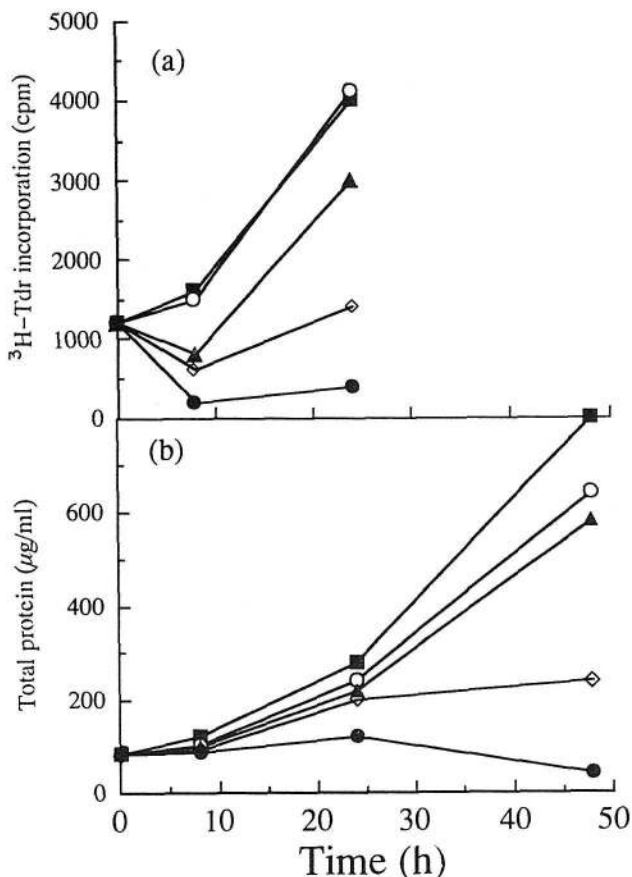 5000
(a)
4000
3000
2000
1000
0
³H–Tdr incorporation (cpm)
(b)
600
400
200
0
Total protein (μg/ml)
0 10 20 30 40 50
Time (h)